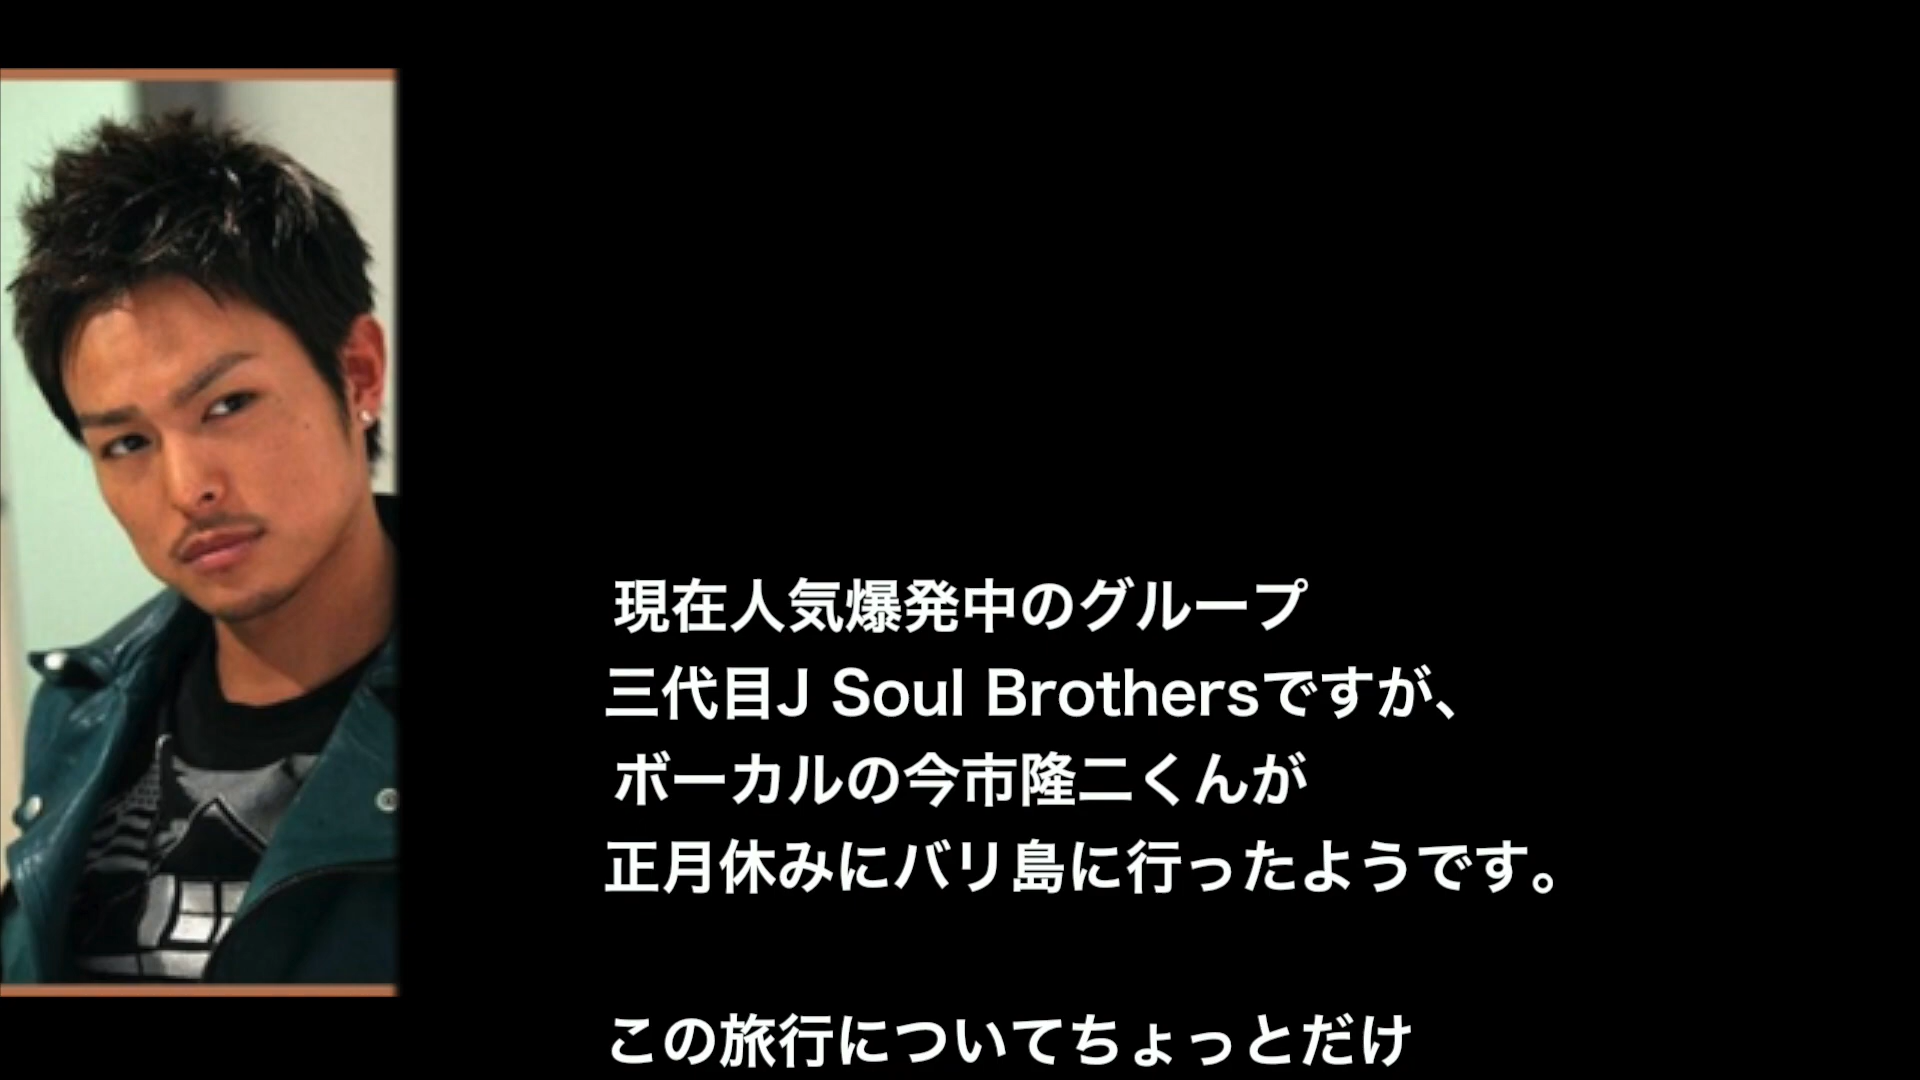 現在人気爆発中のグループ
三代目J Soul Brothersですが、
ボーカルの今市隆二くんが
正月休みにバリ島に行ったようです。
この旅行についてちょっとだけ